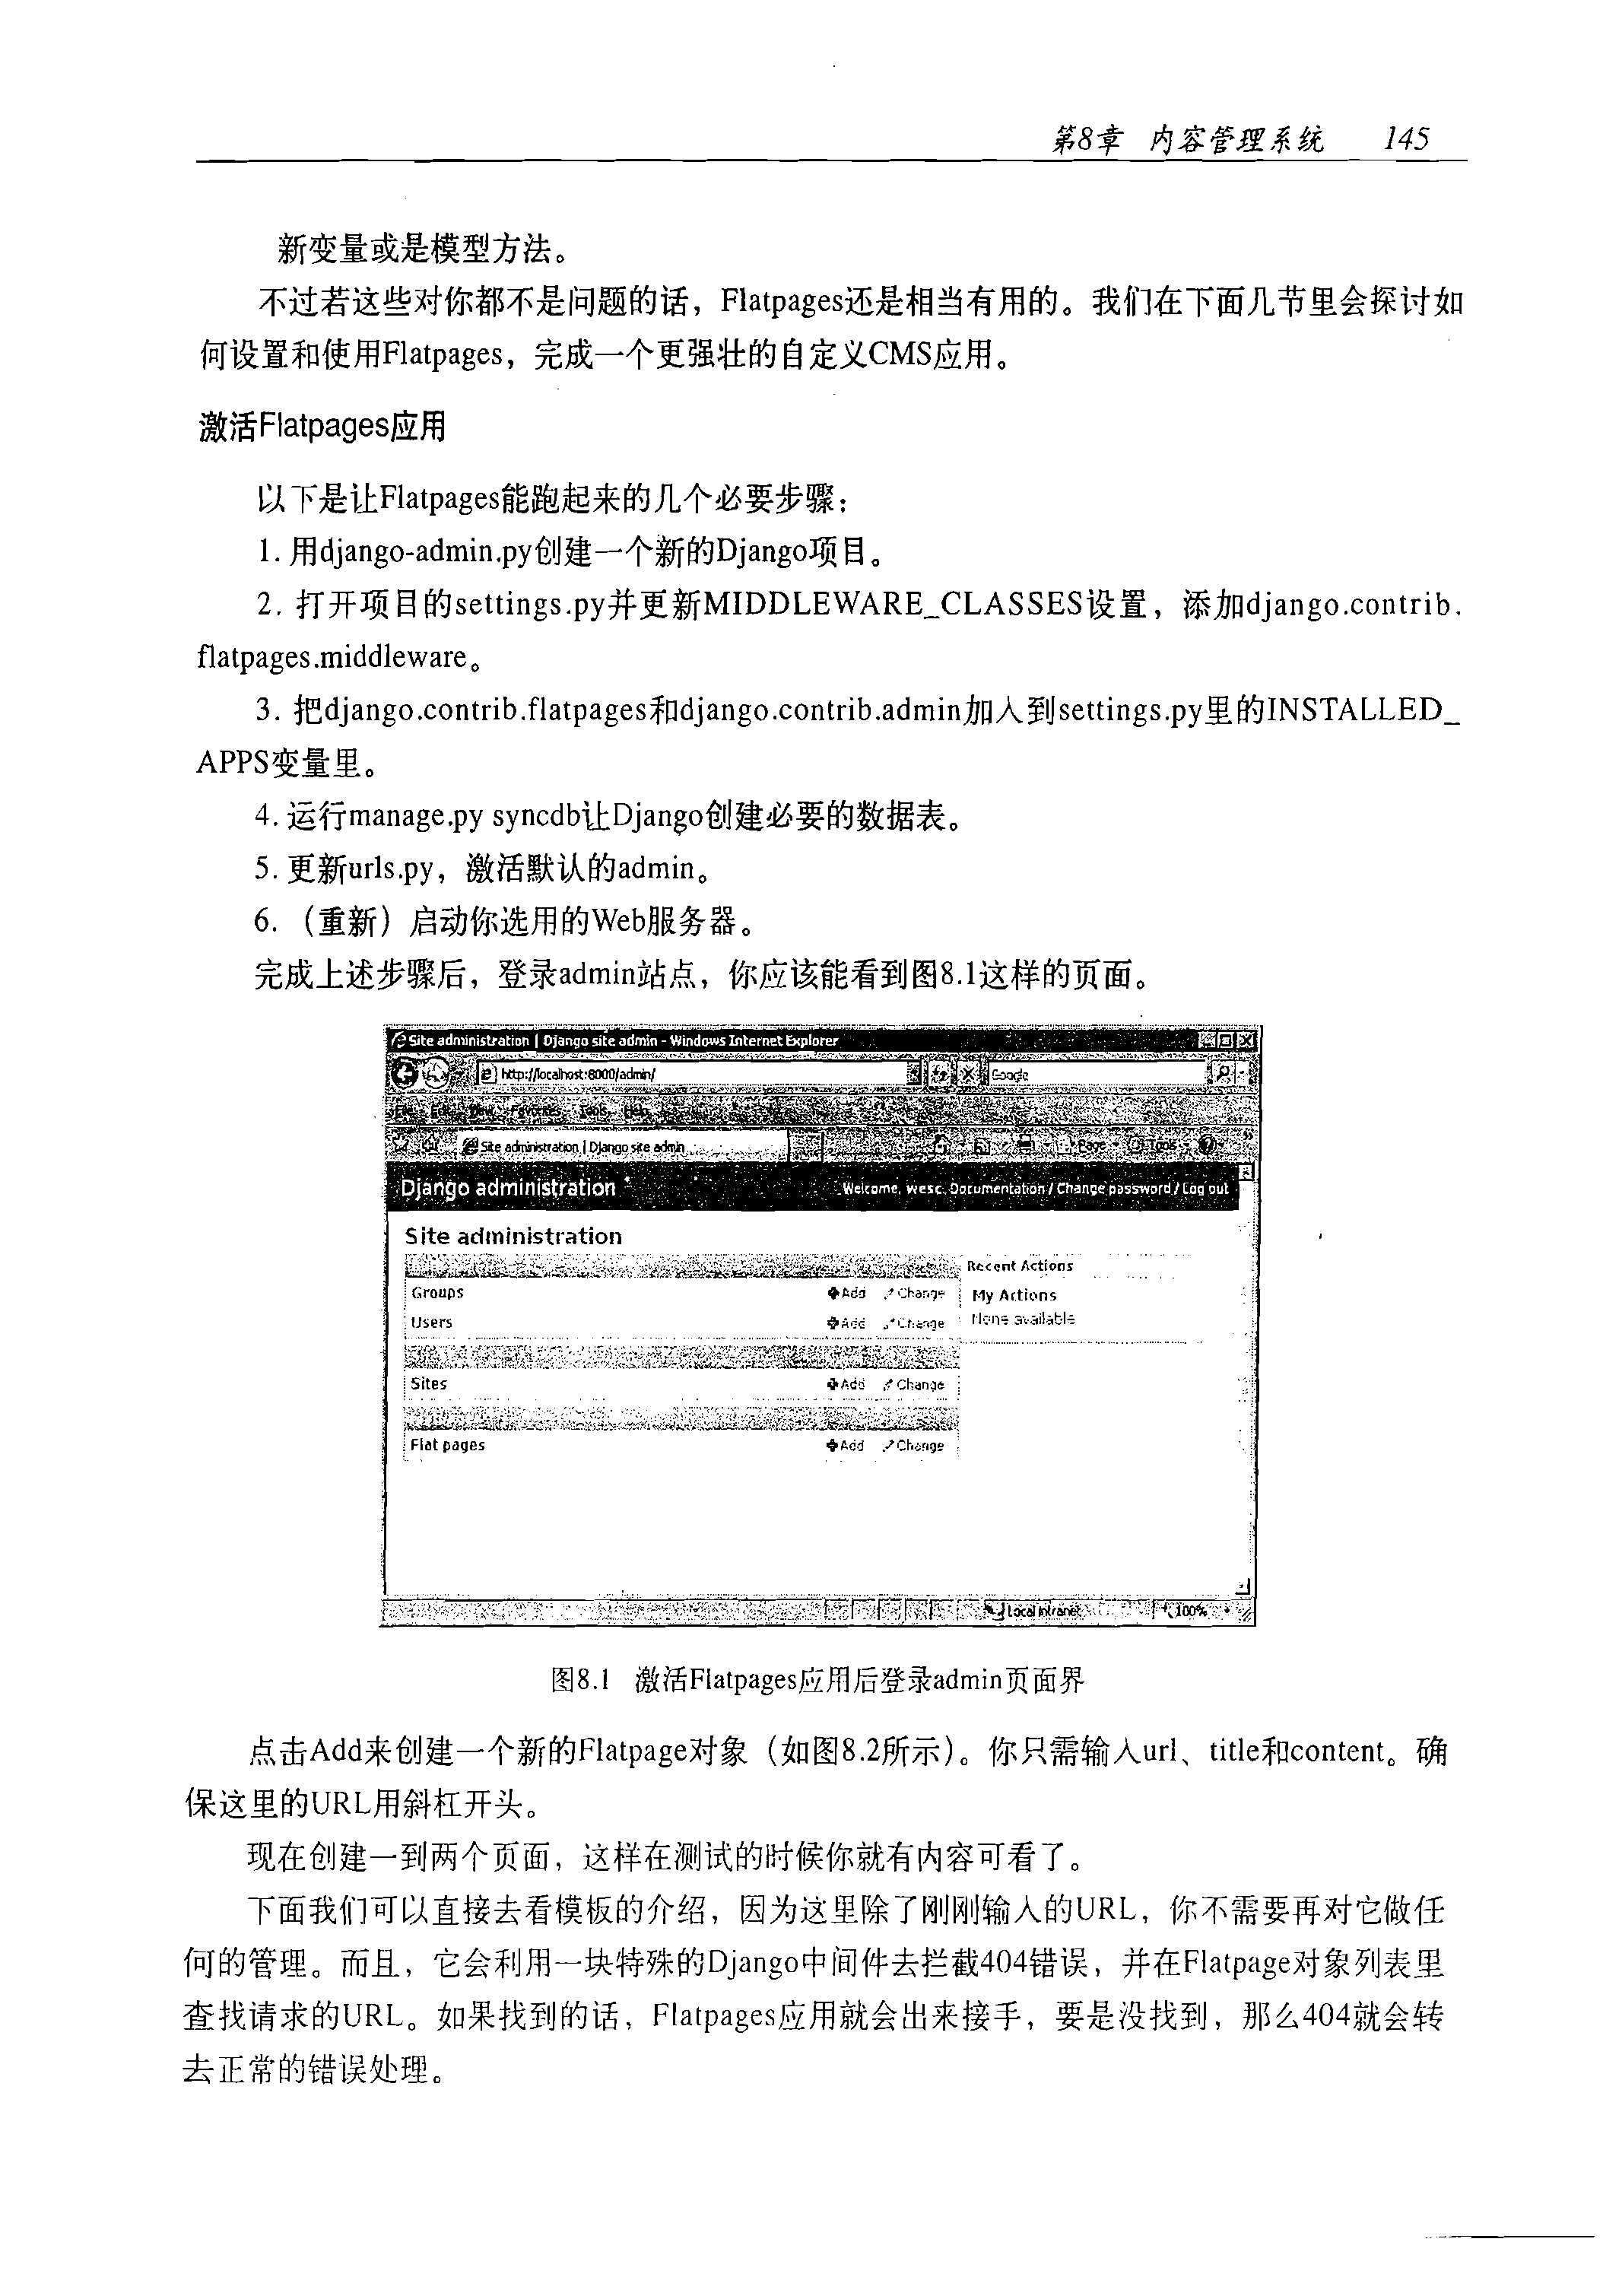 第8章 内容管理系统 145
新变量或是模型方法。
不过若这些对你都不是问题的话，Flatpages还是相当有用的。我们在下面几节里会探讨如
何设置和使用Flatpages，完成一个更强壮的自定义CMS应用。
激活Flatpages应用
以下是让Flatpages能跑起来的几个必要步骤：
1. 用django-admin.py创建一个新的Django项目。
2. 打开项目的settings.py并更新MIDDLEWARE_CLASSES设置，添加django.contrib.
flatpages.middleware。
3. 把django.contrib.flatpages和django.contrib.admin加入到settings.py里的INSTALLED_
APPS变量里。
4. 运行manage.py syncdb让Django创建必要的数据表。
5. 更新urls.py，激活默认的admin。
6. （重新）启动你选用的Web服务器。
完成上述步骤后，登录admin站点，你应该能看到图8.1这样的页面。
Site administration | Django site admin - Windows Internet Explorer
http://localhost:8000/admin/ Google
File Edit View Favorites Tools Help
Site administration | Django site admin Page Tools
Django administration Welcome, wesc. Documentation / Change password / Log out
Site administration
Recent Actions
Groups Add Change My Actions
Users Add Change None available
Sites Add Change
Flat pages Add Change
Local intranet 100%
图8.1 激活Flatpages应用后登录admin页面界
点击Add来创建一个新的Flatpage对象（如图8.2所示）。你只需输入url、title和content。确
保这里的URL用斜杠开头。
现在创建一到两个页面，这样在测试的时候你就有内容可看了。
下面我们可以直接去看模板的介绍，因为这里除了刚刚输入的URL，你不需要再对它做任
何的管理。而且，它会利用一块特殊的Django中间件去拦截404错误，并在Flatpage对象列表里
查找请求的URL。如果找到的话，Flatpages应用就会出来接手，要是没找到，那么404就会转
去正常的错误处理。